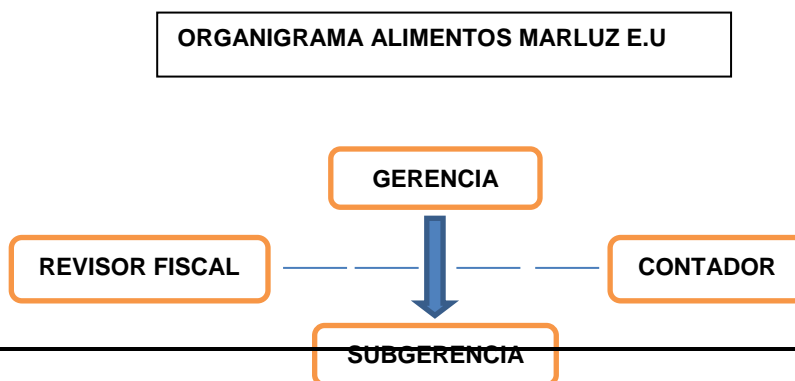 ORGANIGRAMA ALIMENTOS MARLUZ E.U
GERENCIA
REVISOR FISCAL
CONTADOR
SUBGERENCIA